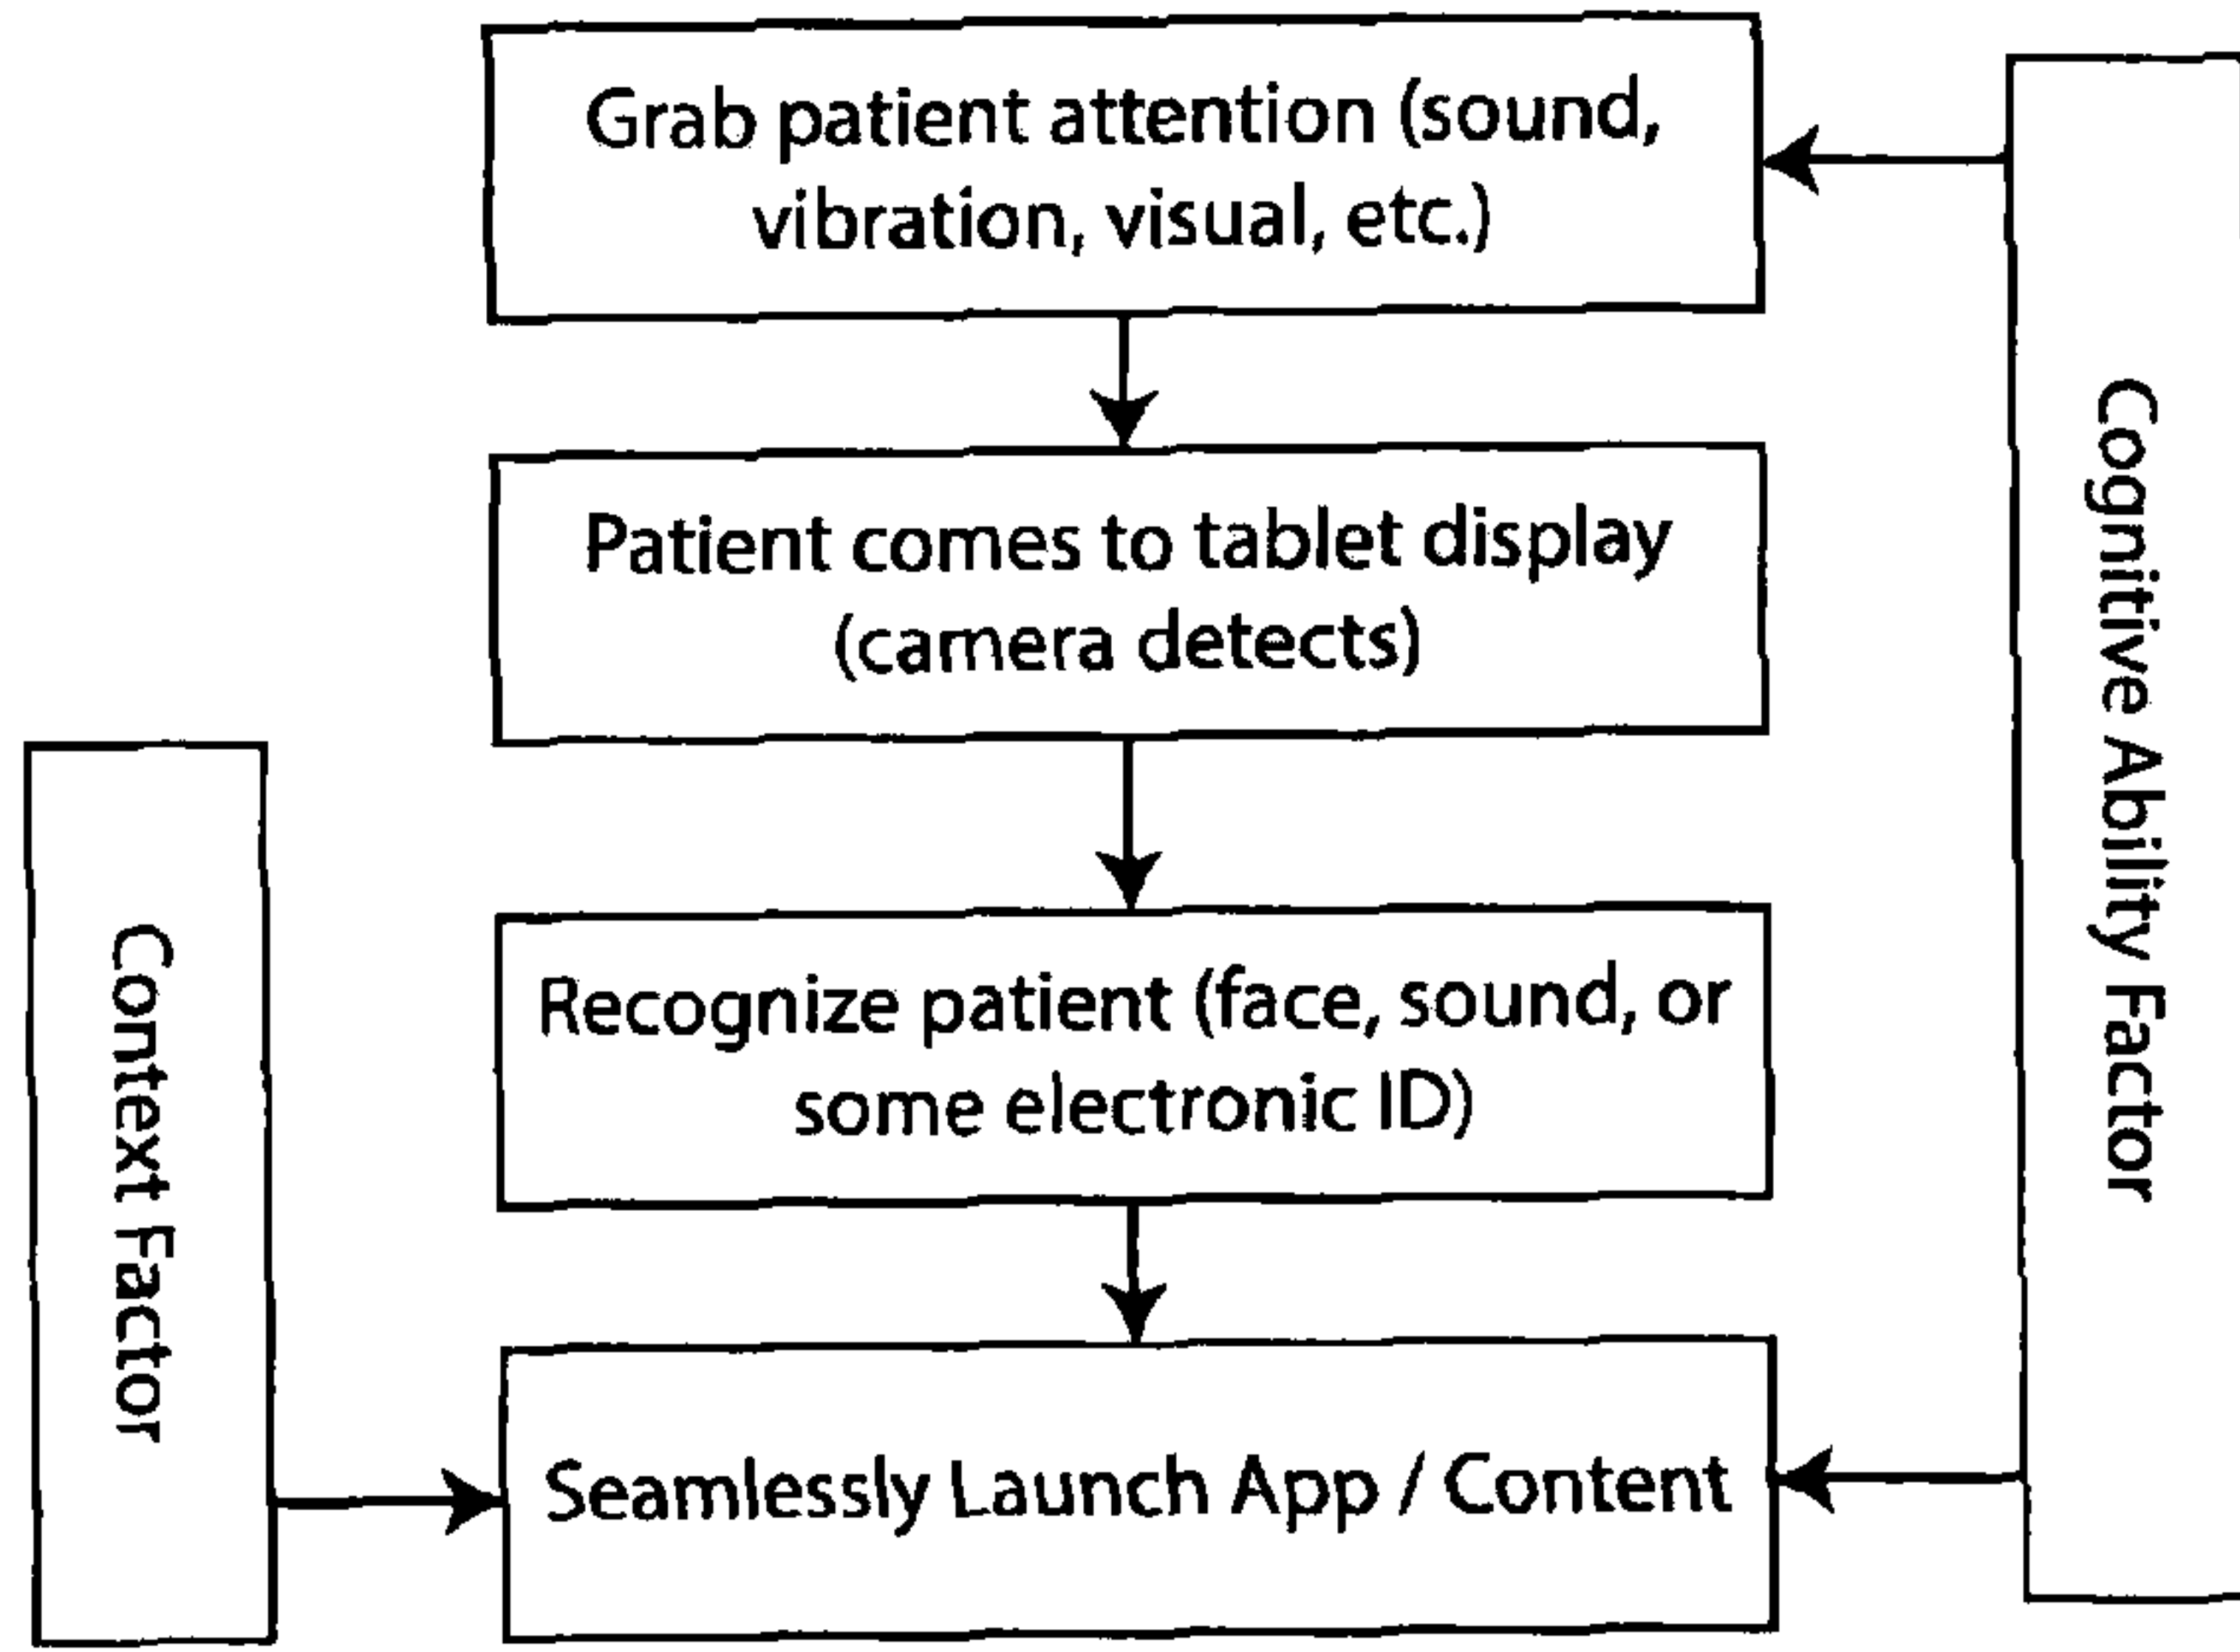 Grab patient attention (sound,
vibration, visual, etc.)
Patient comes to tablet display
(camera detects)
Recognize patient (face, sound, or
some electronic ID)
Seamlessly Launch App / Content
Context Factor
Cognitive Ability Factor